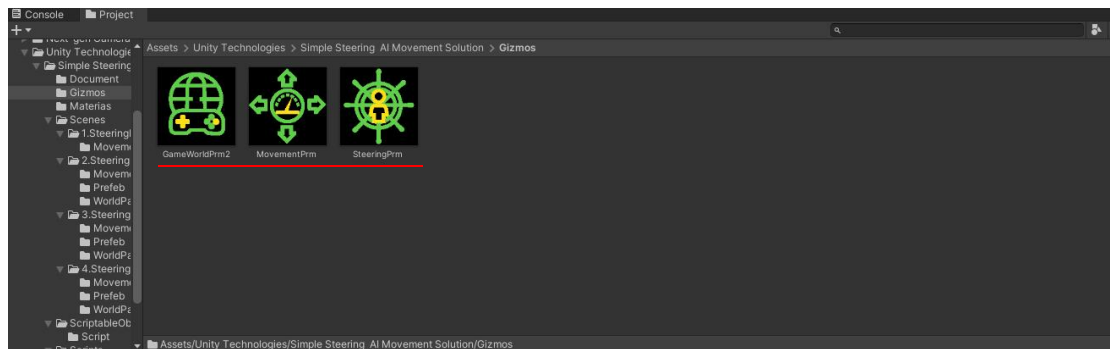 Console Project
Assets > Unity Technologies > Simple Steering AI Movement Solution > Gizmos
Unity Technologie
Simple Steering
Document
Gizmos
Materias
Scenes
1.Steering
Movem
2.Steering
Movem
Prefeb
WorldPa
3.Steering
Movem
Prefeb
WorldPa
4.Steering
Movem
Prefeb
WorldPa
ScriptableOb
Script
GameWorldPrm2 MovementPrm SteeringPrm
Assets/Unity Technologies/Simple Steering AI Movement Solution/Gizmos